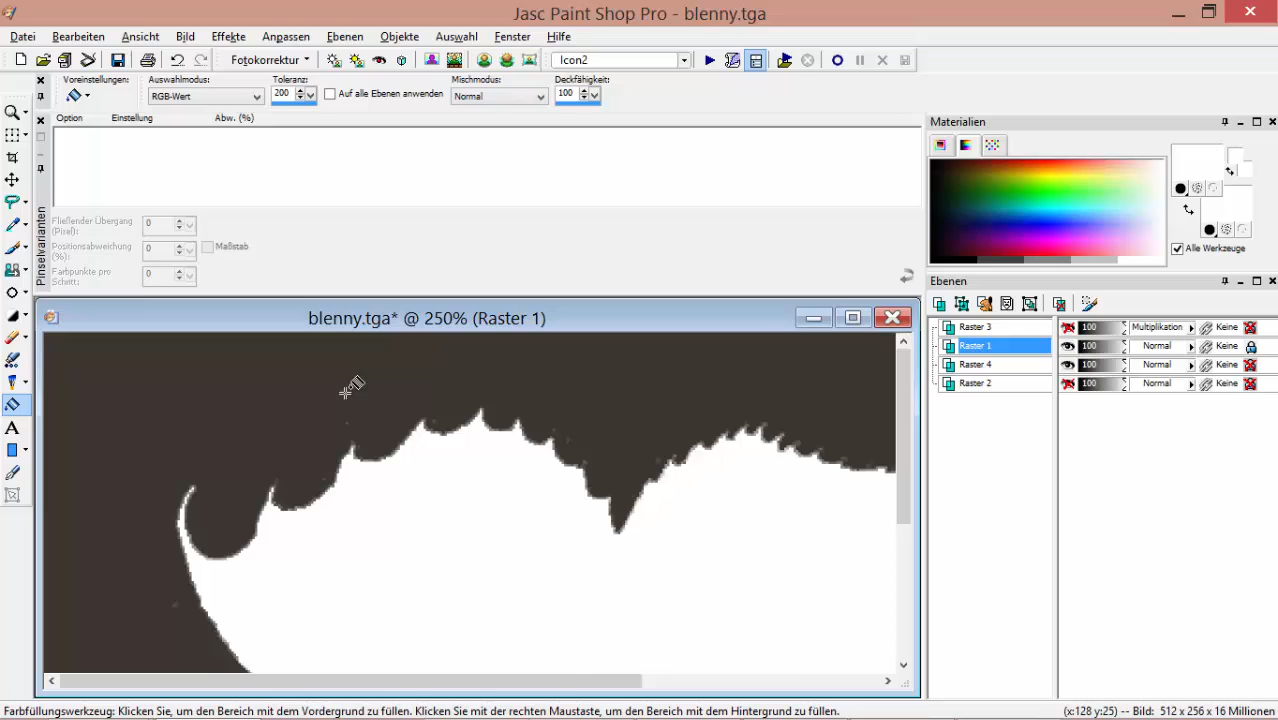 Jasc Paint Shop Pro - blenny.tga
Datei Bearbeiten Ansicht Bild Effekte Anpassen Ebenen Objekte Auswahl Fenster Hilfe
Fotokorrektur Icon2
Voreinstellungen: Auswahlmodus: Toleranz: Mischmodus: Deckfähigkeit:
RGB-Wert 200 Auf alle Ebenen anwenden Normal 100
Option Einstellung Abw. (%)
Materialien
Alle Werkzeuge
Pinselvarianten
Fließender Übergang (Pixel): 0
Positionsabweichung (%): 0 Maßstab
Farbpunkte pro Schritt: 0
Ebenen
Raster 3 100 Multiplikation Keine
Raster 1 100 Normal Keine
Raster 4 100 Normal Keine
Raster 2 100 Normal Keine
blenny.tga* @ 250% (Raster 1)
A
Farbfüllungswerkzeug: Klicken Sie, um den Bereich mit dem Vordergrund zu füllen. Klicken Sie mit der rechten Maustaste, um den Bereich mit dem Hintergrund zu füllen. (x:128 y:25) -- Bild: 512 x 256 x 16 Millionen